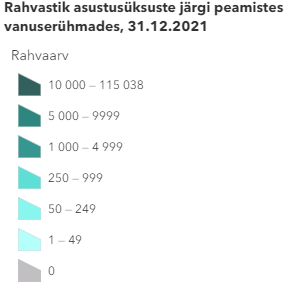 Rahvastik asustusüksuste järgi peamistes
vanuserühmades, 31.12.2021
Rahvaarv
10 000 – 115 038
5 000 – 9999
1 000 – 4 999
250 – 999
50 – 249
1 – 49
0